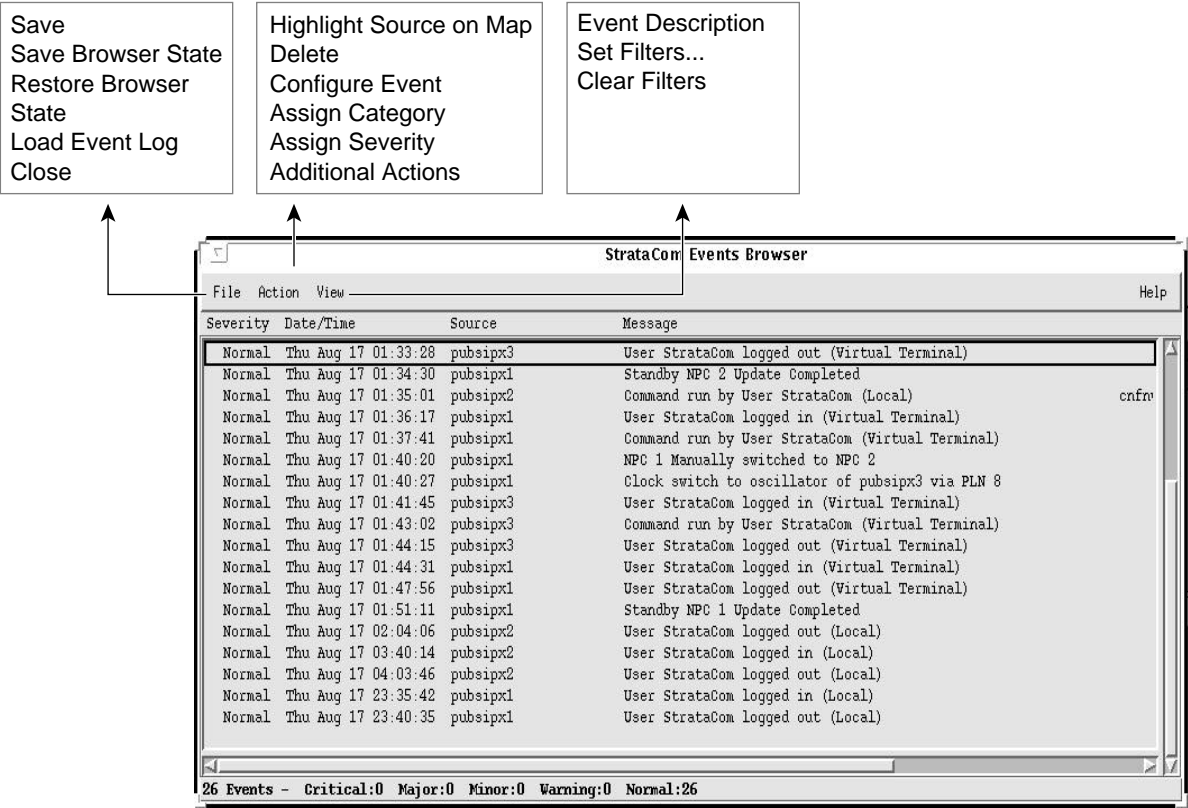 Save
Save Browser State
Restore Browser
State
Load Event Log
Close
Highlight Source on Map
Delete
Configure Event
Assign Category
Assign Severity
Additional Actions
Event Description
Set Filters...
Clear Filters
StrataCom Events Browser
File Action View Help
Severity Date/Time Source Message
Normal Thu Aug 17 01:33:28 pubsipx3 User StrataCom logged out (Virtual Terminal)
Normal Thu Aug 17 01:34:30 pubsipx1 Standby NPC 2 Update Completed
Normal Thu Aug 17 01:35:01 pubsipx2 Command run by User StrataCom (Local)
Normal Thu Aug 17 01:36:17 pubsipx1 User StrataCom logged in (Virtual Terminal)
Normal Thu Aug 17 01:37:41 pubsipx1 Command run by User StrataCom (Virtual Terminal)
Normal Thu Aug 17 01:40:20 pubsipx1 NPC 1 Manually switched to NPC 2
Normal Thu Aug 17 01:40:27 pubsipx1 Clock switch to oscillator of pubsipx3 via PLN 8
Normal Thu Aug 17 01:41:45 pubsipx3 User StrataCom logged in (Virtual Terminal)
Normal Thu Aug 17 01:43:02 pubsipx3 Command run by User StrataCom (Virtual Terminal)
Normal Thu Aug 17 01:44:15 pubsipx3 User StrataCom logged out (Virtual Terminal)
Normal Thu Aug 17 01:44:31 pubsipx1 User StrataCom logged in (Virtual Terminal)
Normal Thu Aug 17 01:47:56 pubsipx1 User StrataCom logged out (Virtual Terminal)
Normal Thu Aug 17 01:51:11 pubsipx1 Standby NPC 1 Update Completed
Normal Thu Aug 17 02:04:06 pubsipx2 User StrataCom logged out (Local)
Normal Thu Aug 17 03:40:14 pubsipx2 User StrataCom logged in (Local)
Normal Thu Aug 17 04:03:46 pubsipx2 User StrataCom logged out (Local)
Normal Thu Aug 17 23:35:42 pubsipx1 User StrataCom logged in (Local)
Normal Thu Aug 17 23:40:35 pubsipx1 User StrataCom logged out (Local)
26 Events - Critical:0 Major:0 Minor:0 Warning:0 Normal:26